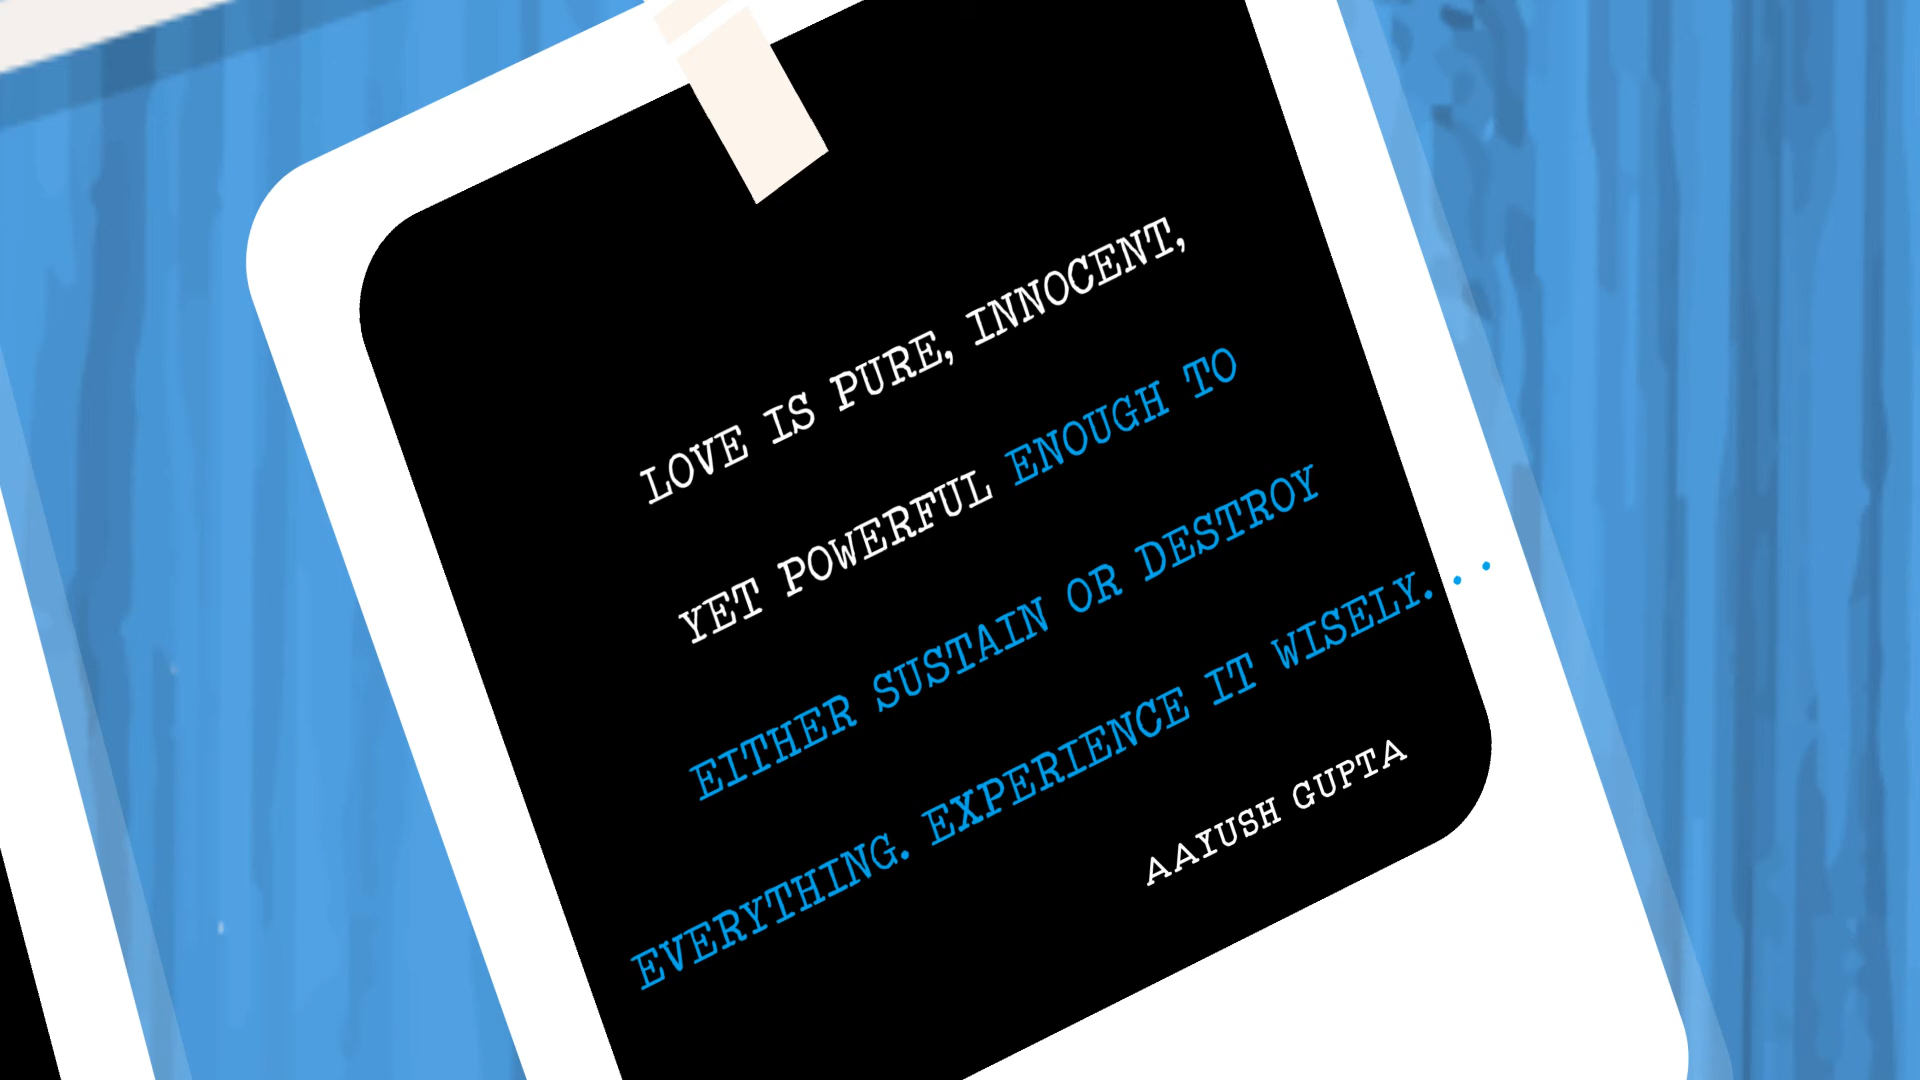 LOVE IS PURE, INNOCENT,
YET POWERFUL ENOUGH TO
EITHER SUSTAIN OR DESTROY
EVERYTHING. EXPERIENCE IT WISELY...
AAYUSH GUPTA